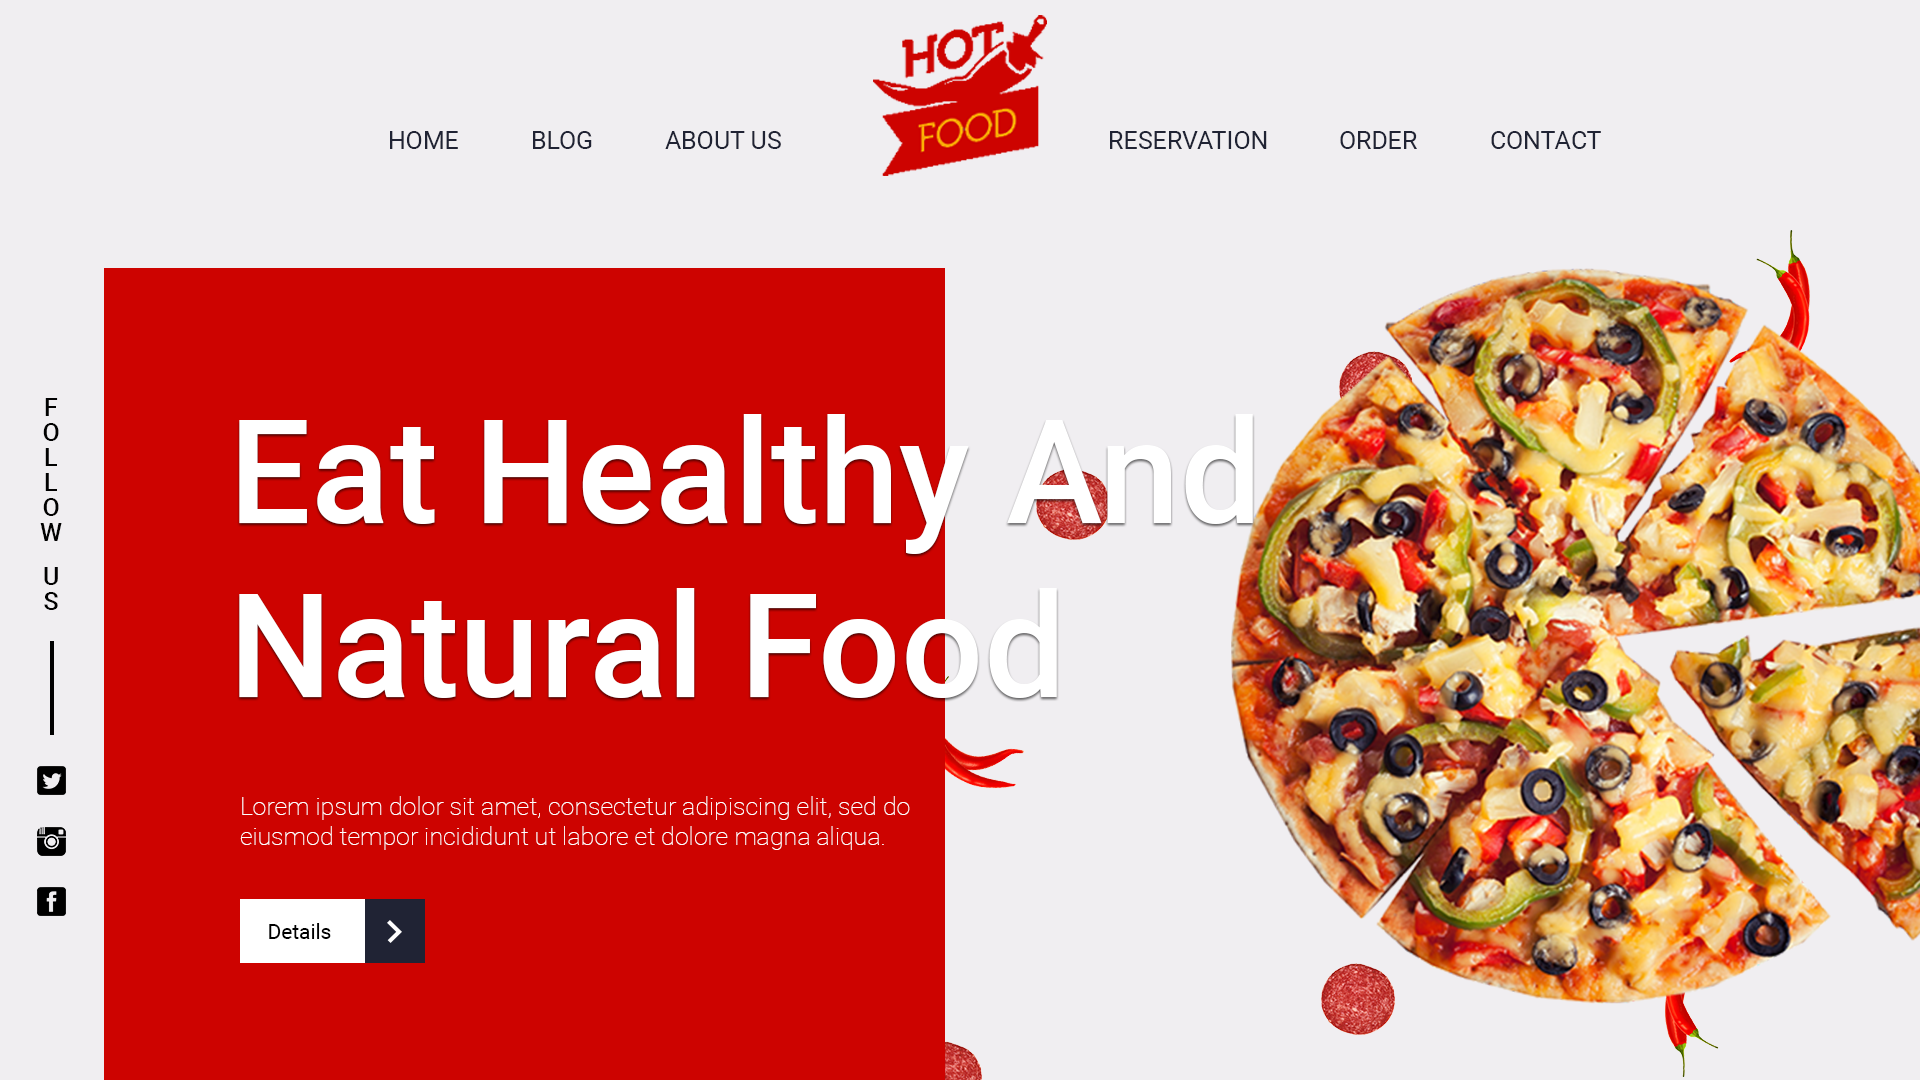 HOT
FOOD
HOME BLOG ABOUT US RESERVATION ORDER CONTACT
FOLLOW US
Eat Healthy And
Natural Food
Lorem ipsum dolor sit amet, consectetur adipiscing elit, sed do
eiusmod tempor incididunt ut labore et dolore magna aliqua.
Details